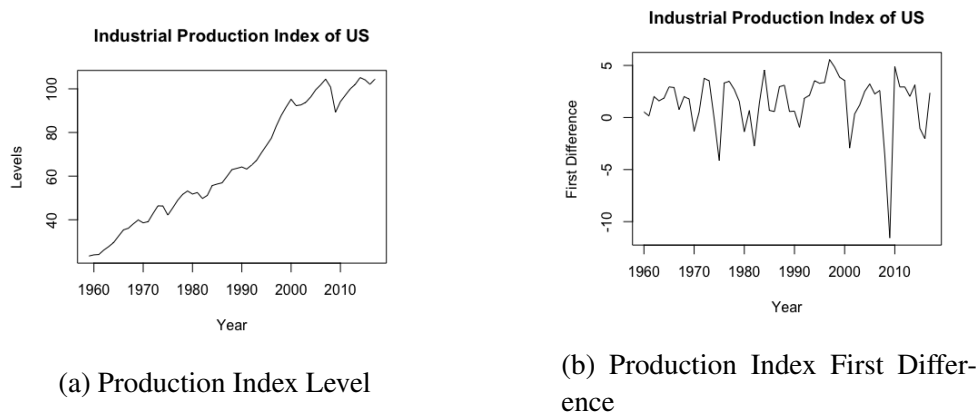 Industrial Production Index of US
Levels
100
80
60
40
1960 1970 1980 1990 2000 2010
Year
(a) Production Index Level
Industrial Production Index of US
First Difference
5
0
-5
-10
1960 1970 1980 1990 2000 2010
Year
(b) Production Index First Differ-
ence